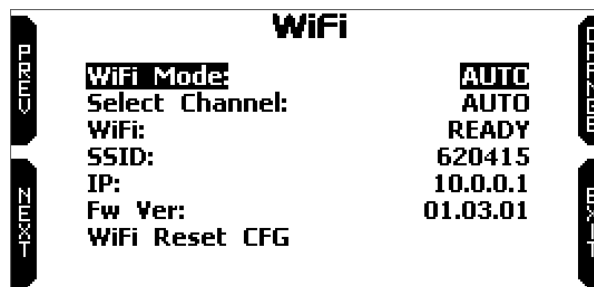 WiFi
PREV
CHANGE
WiFi Mode: AUTO
Select Channel: AUTO
WiFi: READY
SSID: 620415
IP: 10.0.0.1
Fw Ver: 01.03.01
WiFi Reset CFG
NEXT
EXIT